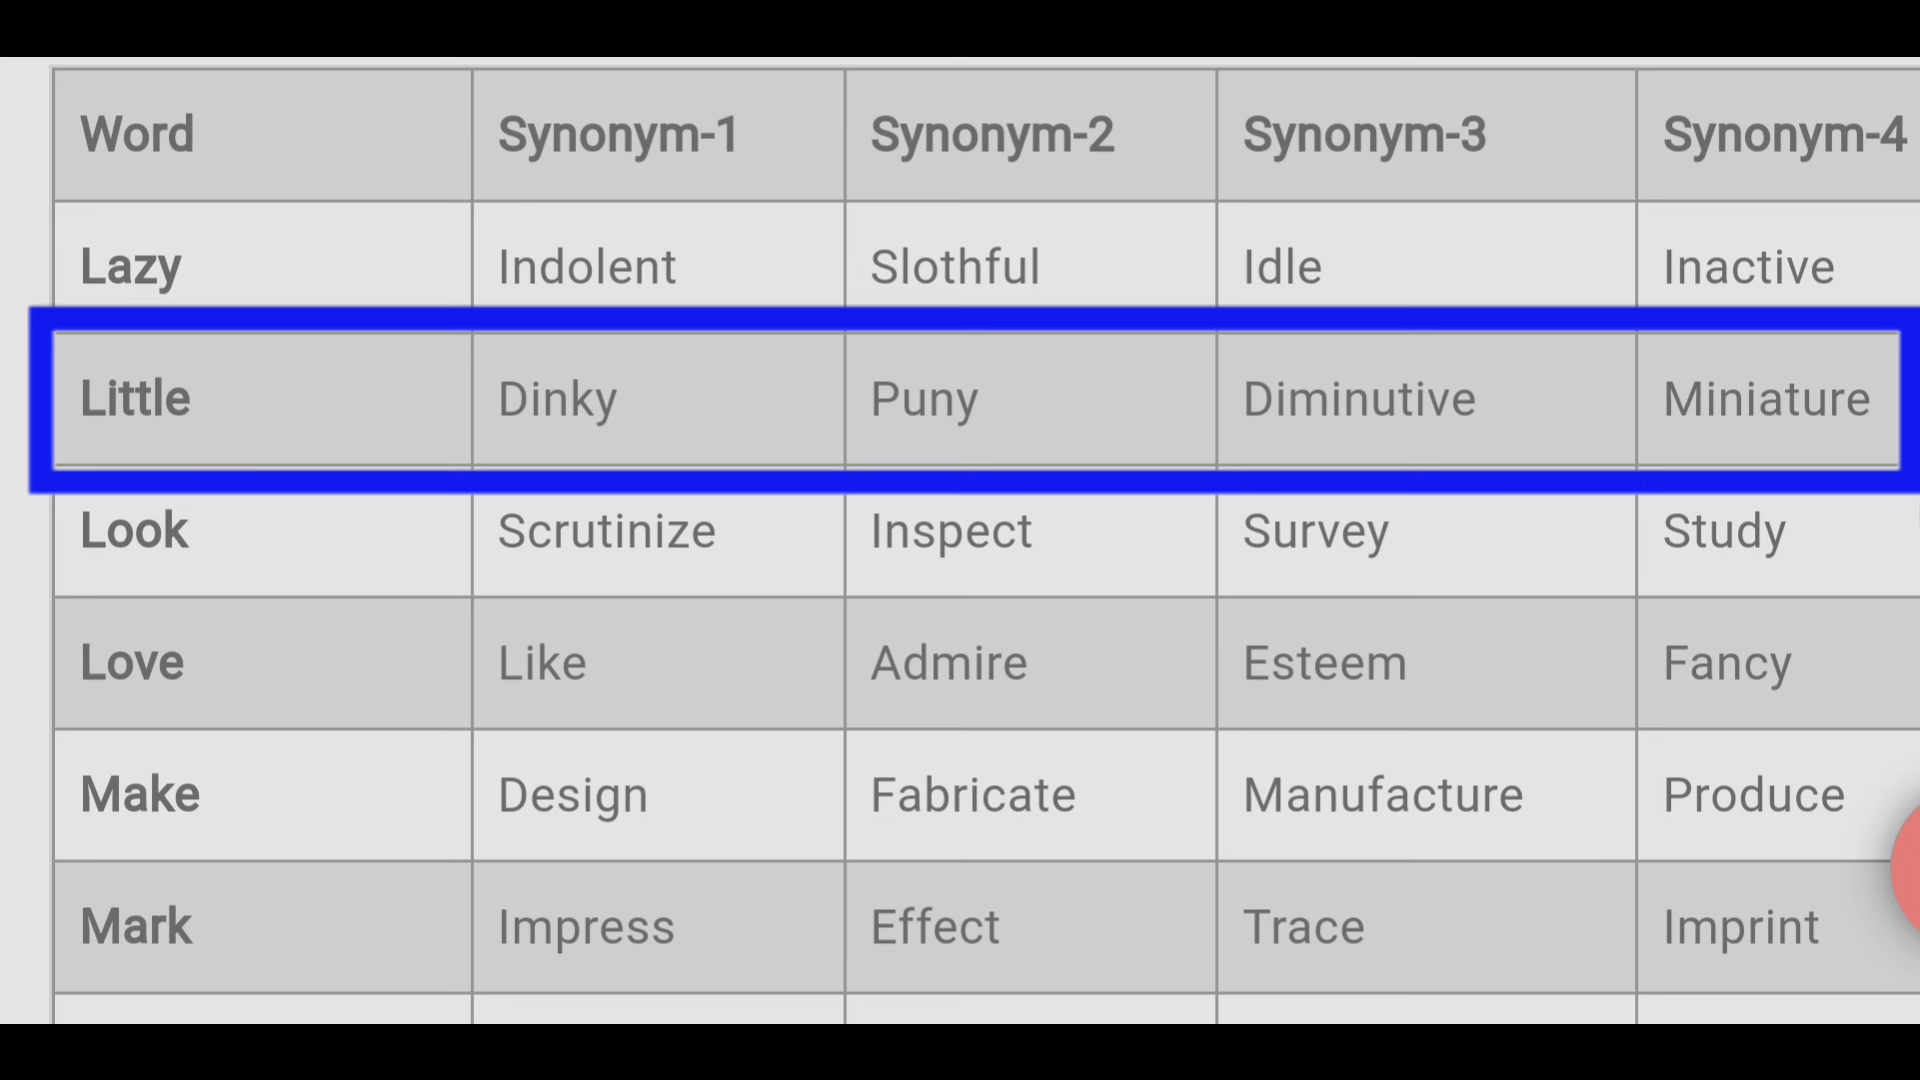 Word Synonym-1 Synonym-2 Synonym-3 Synonym-4
Lazy Indolent Slothful Idle Inactive
Little Dinky Puny Diminutive Miniature
Look Scrutinize Inspect Survey Study
Love Like Admire Esteem Fancy
Make Design Fabricate Manufacture Produce
Mark Impress Effect Trace Imprint